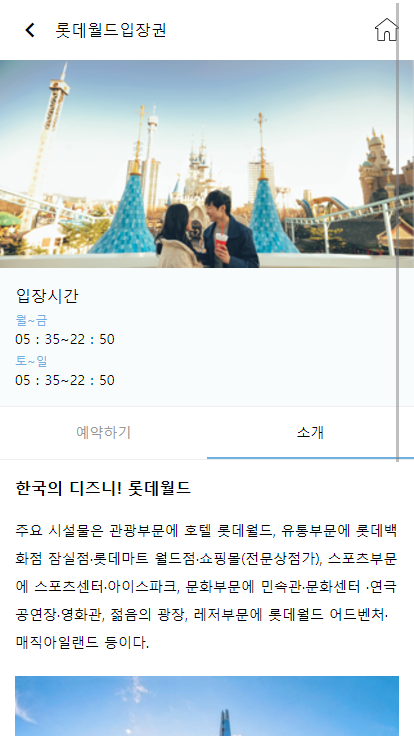 롯데월드입장권
입장시간
월~금
05 : 35~22 : 50
토~일
05 : 35~22 : 50
예약하기
소개
한국의 디즈니! 롯데월드
주요 시설물은 관광부문에 호텔 롯데월드, 유통부문에 롯데백
화점 잠실점·롯데마트 월드점·쇼핑몰(전문상점가), 스포츠부문
에 스포츠센터·아이스파크, 문화부문에 민속관·문화센터 ·연극
공연장·영화관, 젊음의 광장, 레저부문에 롯데월드 어드벤처·
매직아일랜드 등이다.